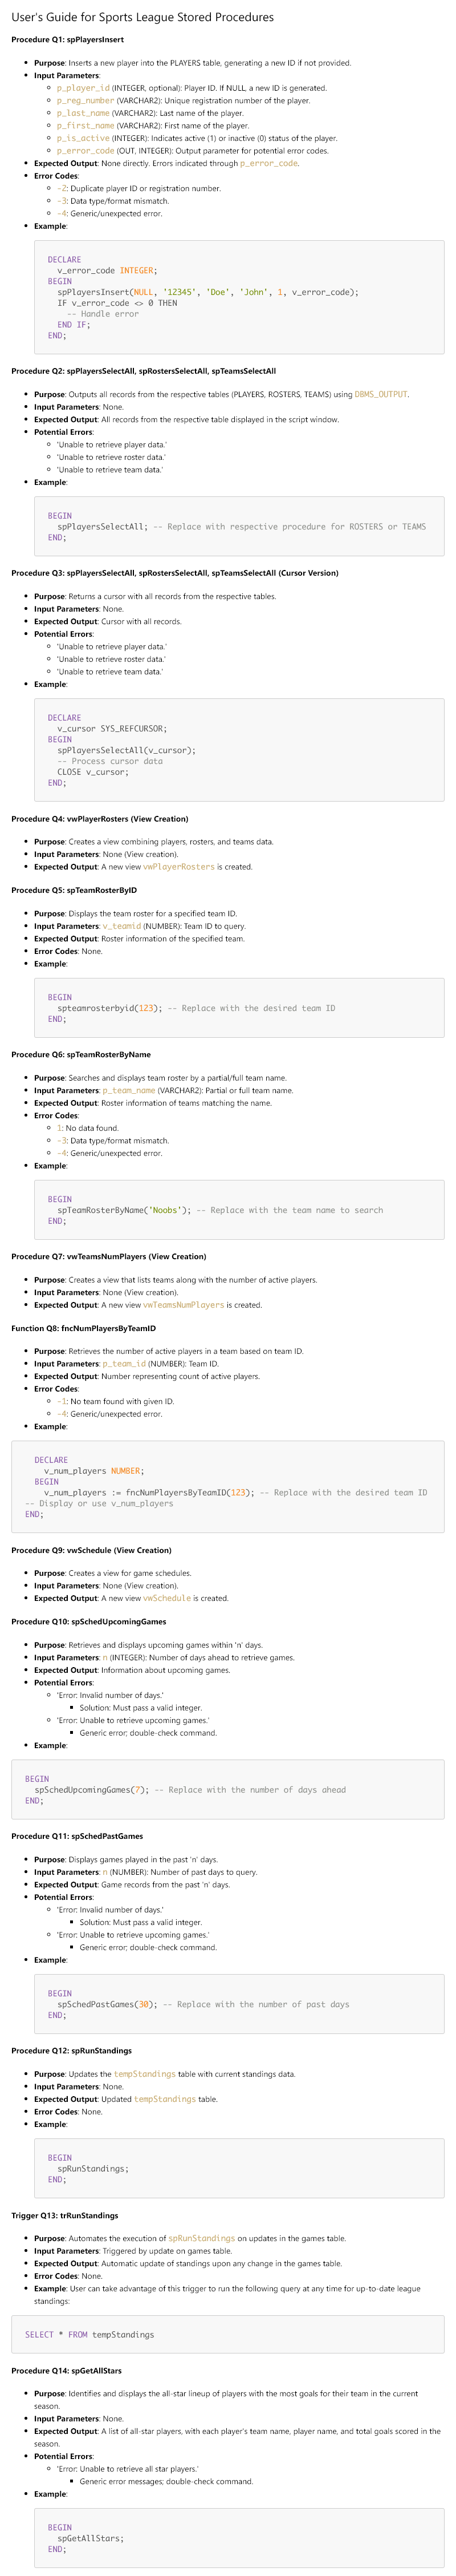 User's Guide for Sports League Stored Procedures
Procedure Q1: spPlayersInsert
Purpose: Inserts a new player into the PLAYERS table, generating a new ID if not provided.
Input Parameters:
p_player_id (INTEGER, optional): Player ID. If NULL, a new ID is generated.
p_reg_number (VARCHAR2): Unique registration number of the player.
p_last_name (VARCHAR2): Last name of the player.
p_first_name (VARCHAR2): First name of the player.
p_is_active (INTEGER): Indicates active (1) or inactive (0) status of the player.
p_error_code (OUT, INTEGER): Output parameter for potential error codes.
Expected Output: None directly. Errors indicated through p_error_code.
Error Codes:
-2: Duplicate player ID or registration number.
-3: Data type/format mismatch.
-4: Generic/unexpected error.
Example:
DECLARE
v_error_code INTEGER;
BEGIN
spPlayersInsert(NULL, '12345', 'Doe', 'John', 1, v_error_code);
IF v_error_code <> 0 THEN
-- Handle error
END IF;
END;
Procedure Q2: spPlayersSelectAll, spRostersSelectAll, spTeamsSelectAll
Purpose: Outputs all records from the respective tables (PLAYERS, ROSTERS, TEAMS) using DBMS_OUTPUT.
Input Parameters: None.
Expected Output: All records from the respective table displayed in the script window.
Potential Errors:
'Unable to retrieve player data.'
'Unable to retrieve roster data.'
'Unable to retrieve team data.'
Example:
BEGIN
spPlayersSelectAll; -- Replace with respective procedure for ROSTERS or TEAMS
END;
Procedure Q3: spPlayersSelectAll, spRostersSelectAll, spTeamsSelectAll (Cursor Version)
Purpose: Returns a cursor with all records from the respective tables.
Input Parameters: None.
Expected Output: Cursor with all records.
Potential Errors:
'Unable to retrieve player data.'
'Unable to retrieve roster data.'
'Unable to retrieve team data.'
Example:
DECLARE
v_cursor SYS_REFCURSOR;
BEGIN
spPlayersSelectAll(v_cursor);
-- Process cursor data
CLOSE v_cursor;
END;
Procedure Q4: vwPlayerRosters (View Creation)
Purpose: Creates a view combining players, rosters, and teams data.
Input Parameters: None (View creation).
Expected Output: A new view vwPlayerRosters is created.
Procedure Q5: spTeamRosterByID
Purpose: Displays the team roster for a specified team ID.
Input Parameters: v_teamid (NUMBER): Team ID to query.
Expected Output: Roster information of the specified team.
Error Codes: None.
Example:
BEGIN
spteamrosterbyid(123); -- Replace with the desired team ID
END;
Procedure Q6: spTeamRosterByName
Purpose: Searches and displays team roster by a partial/full team name.
Input Parameters: p_team_name (VARCHAR2): Partial or full team name.
Expected Output: Roster information of teams matching the name.
Error Codes:
1: No data found.
-3: Data type/format mismatch.
-4: Generic/unexpected error.
Example:
BEGIN
spTeamRosterByName('Noobs'); -- Replace with the team name to search
END;
Procedure Q7: vwTeamsNumPlayers (View Creation)
Purpose: Creates a view that lists teams along with the number of active players.
Input Parameters: None (View creation).
Expected Output: A new view vwTeamsNumPlayers is created.
Function Q8: fncNumPlayersByTeamID
Purpose: Retrieves the number of active players in a team based on team ID.
Input Parameters: p_team_id (NUMBER): Team ID.
Expected Output: Number representing count of active players.
Error Codes:
-1: No team found with given ID.
-4: Generic/unexpected error.
Example:
DECLARE
v_num_players NUMBER;
BEGIN
v_num_players := fncNumPlayersByTeamID(123); -- Replace with the desired team ID
-- Display or use v_num_players
END;
Procedure Q9: vwSchedule (View Creation)
Purpose: Creates a view for game schedules.
Input Parameters: None (View creation).
Expected Output: A new view vwSchedule is created.
Procedure Q10: spSchedUpcomingGames
Purpose: Retrieves and displays upcoming games within 'n' days.
Input Parameters: n (INTEGER): Number of days ahead to retrieve games.
Expected Output: Information about upcoming games.
Potential Errors:
'Error: Invalid number of days.'
Solution: Must pass a valid integer.
'Error: Unable to retrieve upcoming games.'
Generic error; double-check command.
Example:
BEGIN
spSchedUpcomingGames(7); -- Replace with the number of days ahead
END;
Procedure Q11: spSchedPastGames
Purpose: Displays games played in the past 'n' days.
Input Parameters: n (NUMBER): Number of past days to query.
Expected Output: Game records from the past 'n' days.
Potential Errors:
'Error: Invalid number of days.'
Solution: Must pass a valid integer.
'Error: Unable to retrieve upcoming games.'
Generic error; double-check command.
Example:
BEGIN
spSchedPastGames(30); -- Replace with the number of past days
END;
Procedure Q12: spRunStandings
Purpose: Updates the tempStandings table with current standings data.
Input Parameters: None.
Expected Output: Updated tempStandings table.
Error Codes: None.
Example:
BEGIN
spRunStandings;
END;
Trigger Q13: trRunStandings
Purpose: Automates the execution of spRunStandings on updates in the games table.
Input Parameters: Triggered by update on games table.
Expected Output: Automatic update of standings upon any change in the games table.
Error Codes: None.
Example: User can take advantage of this trigger to run the following query at any time for up-to-date league
standings:
SELECT * FROM tempStandings
Procedure Q14: spGetAllStars
Purpose: Identifies and displays the all-star lineup of players with the most goals for their team in the current
season.
Input Parameters: None.
Expected Output: A list of all-star players, with each player's team name, player name, and total goals scored in the
season.
Potential Errors:
'Error: Unable to retrieve all star players.'
Generic error messages; double-check command.
Example:
BEGIN
spGetAllStars;
END;